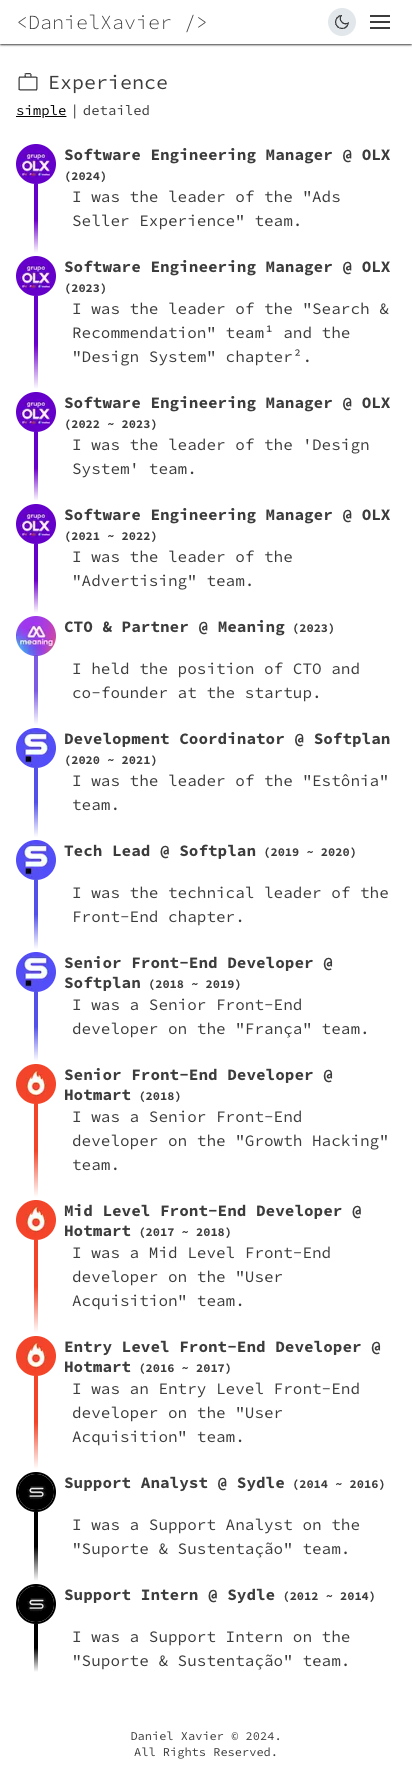 <DanielXavier />
Experience
simple | detailed
grupo
OLX
Software Engineering Manager @ OLX
(2024)
I was the leader of the "Ads
Seller Experience" team.
grupo
OLX
Software Engineering Manager @ OLX
(2023)
I was the leader of the "Search &
Recommendation" team¹ and the
"Design System" chapter².
grupo
OLX
Software Engineering Manager @ OLX
(2022 ~ 2023)
I was the leader of the 'Design
System' team.
grupo
OLX
Software Engineering Manager @ OLX
(2021 ~ 2022)
I was the leader of the
"Advertising" team.
meaning
CTO & Partner @ Meaning (2023)
I held the position of CTO and
co-founder at the startup.
Development Coordinator @ Softplan
(2020 ~ 2021)
I was the leader of the "Estônia"
team.
Tech Lead @ Softplan (2019 ~ 2020)
I was the technical leader of the
Front-End chapter.
Senior Front-End Developer @
Softplan (2018 ~ 2019)
I was a Senior Front-End
developer on the "França" team.
Senior Front-End Developer @
Hotmart (2018)
I was a Senior Front-End
developer on the "Growth Hacking"
team.
Mid Level Front-End Developer @
Hotmart (2017 ~ 2018)
I was a Mid Level Front-End
developer on the "User
Acquisition" team.
Entry Level Front-End Developer @
Hotmart (2016 ~ 2017)
I was an Entry Level Front-End
developer on the "User
Acquisition" team.
Support Analyst @ Sydle (2014 ~ 2016)
I was a Support Analyst on the
"Suporte & Sustentação" team.
Support Intern @ Sydle (2012 ~ 2014)
I was a Support Intern on the
"Suporte & Sustentação" team.
Daniel Xavier © 2024.
All Rights Reserved.